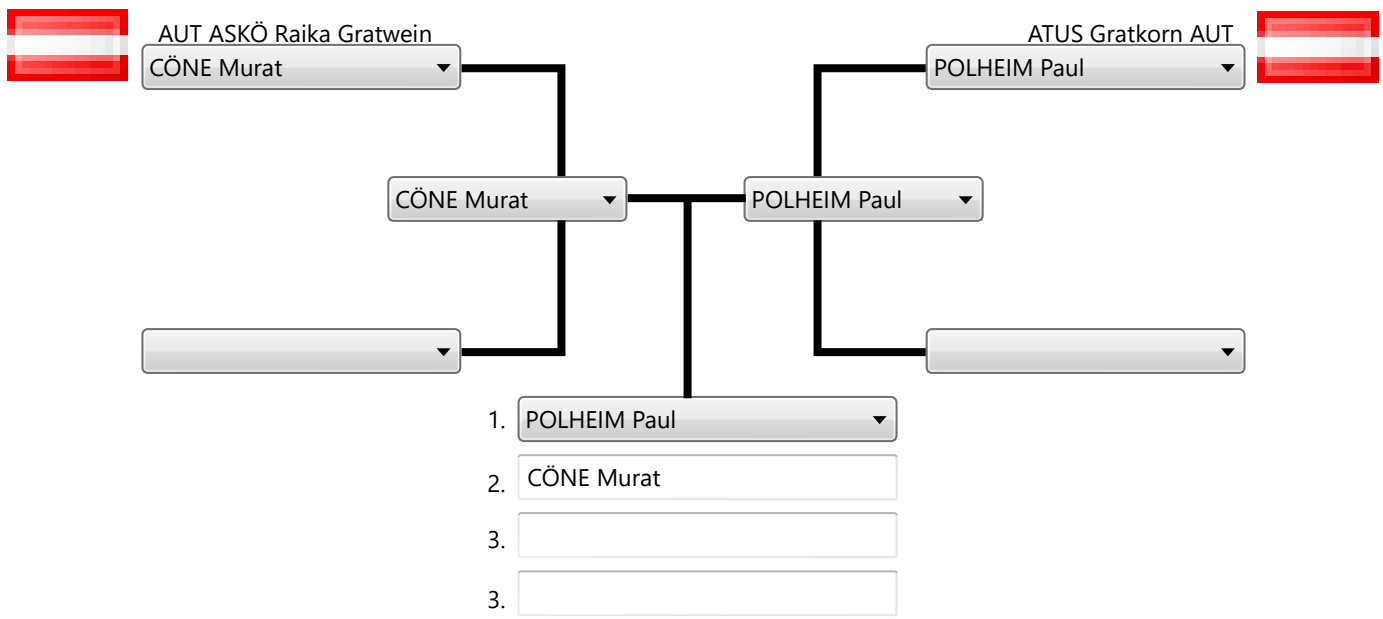 AUT ASKÖ Raika Gratwein
ATUS Gratkorn AUT
CÖNE Murat
POLHEIM Paul
CÖNE Murat
POLHEIM Paul
1. POLHEIM Paul
2. CÖNE Murat
3.
3.